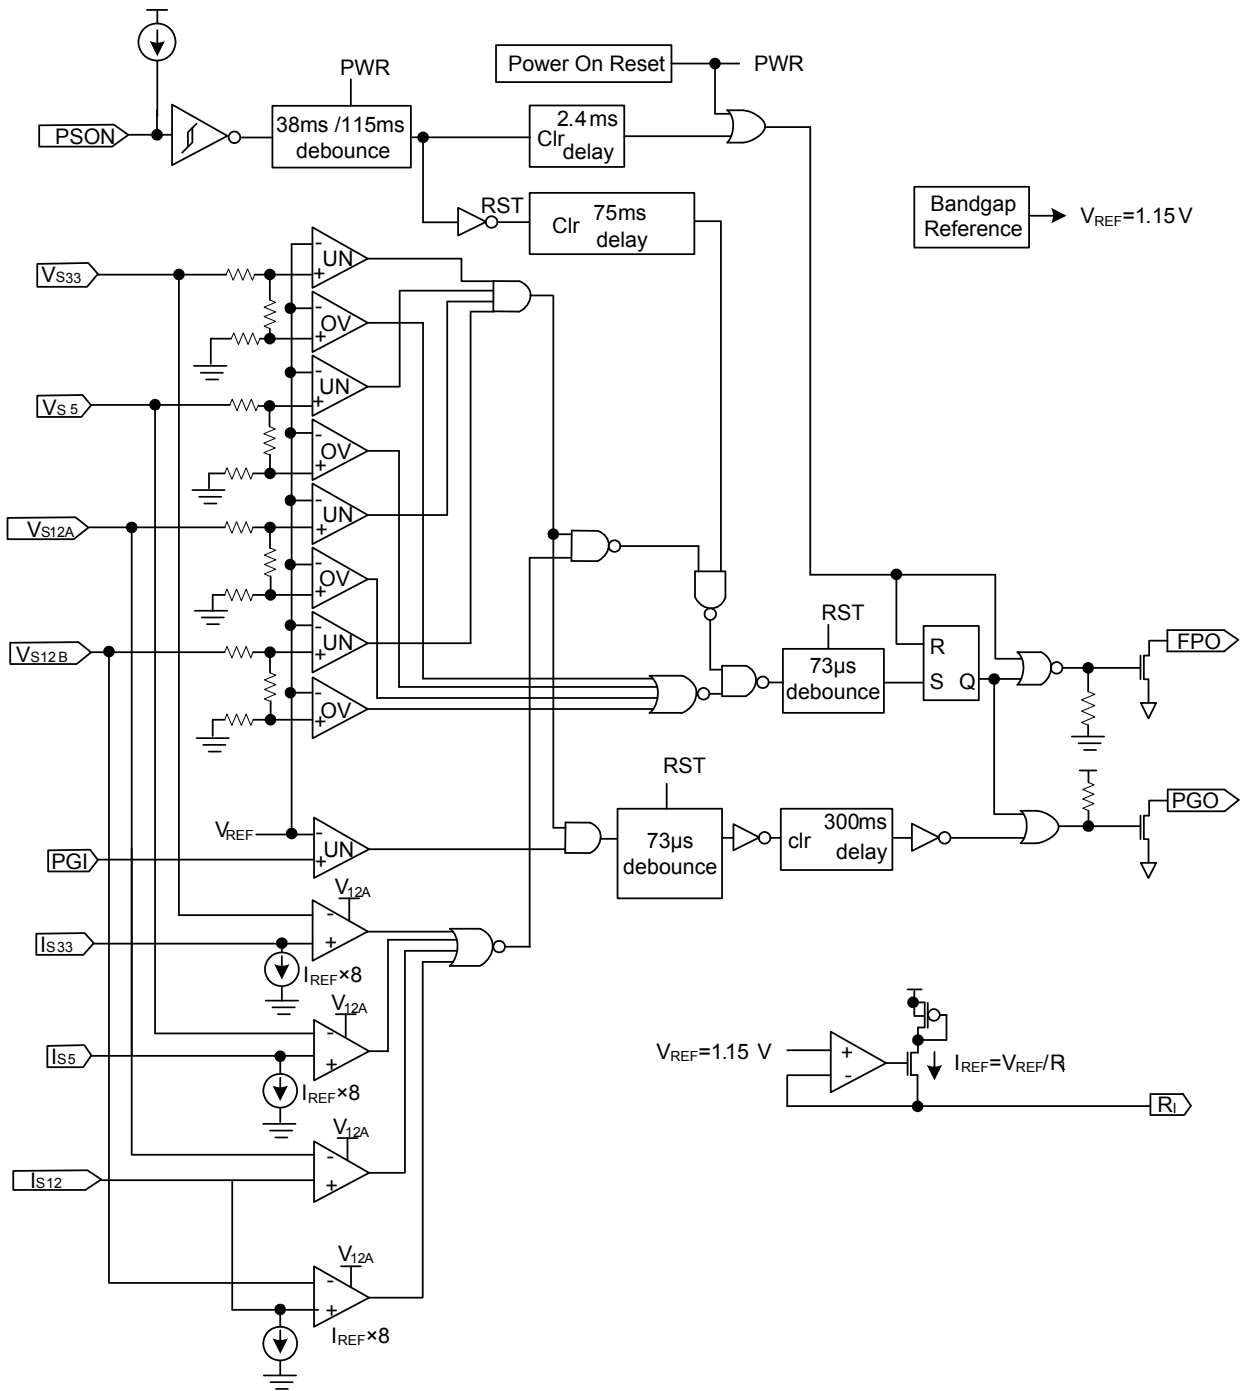 PWR
Power On Reset
PWR
PSON
38ms /115ms
debounce
2.4ms
Clr
delay
RST
75ms
Clr
delay
Bandgap
Reference
VREF=1.15 V
VS33
-
UN
+
-
OV
+
VS5
-
UN
+
-
OV
+
VS12A
-
UN
+
-
OV
+
VS12B
-
UN
+
-
OV
+
RST
73µs
debounce
R
S Q
FPO
VREF
-
UN
+
PGI
RST
73µs
debounce
clr
300ms
delay
PGO
V12A
-
+
IS33
IREF×8
V12A
-
+
IS5
IREF×8
V12A
-
+
IS12
V12A
-
+
IREF×8
VREF=1.15 V
+
-
IREF=VREF/RI
RI